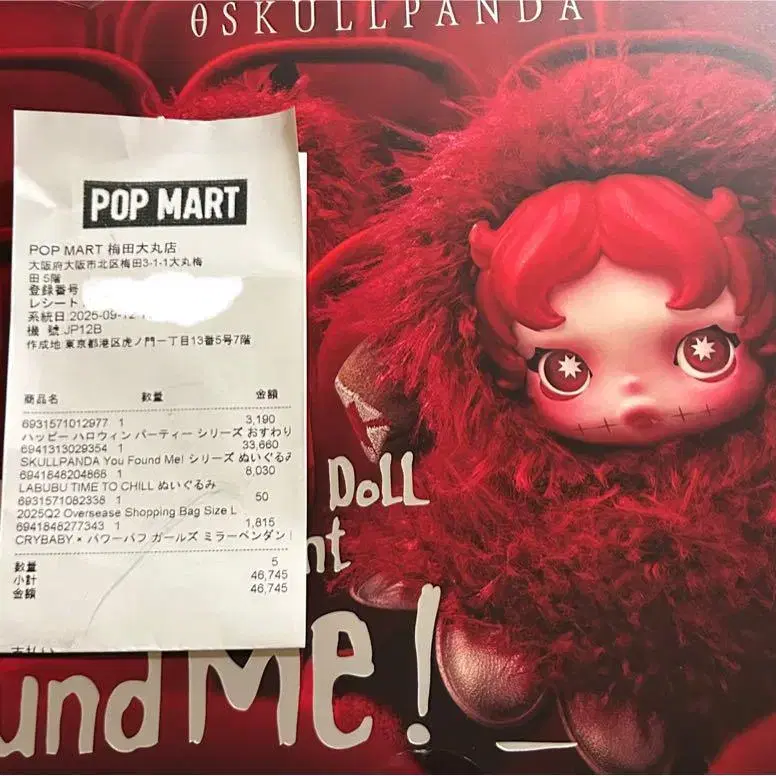 θSKULLPANDA
POP MART
POP MART 梅田大丸店
大阪府大阪市北区梅田3-1-1大丸梅
田 5階
登録番号
レシート
系統日:2025-09-12
機 號:JP12B
作成地:東京都港区虎ノ門一丁目13番5号7階
商品名 数量 金額
6931571012977 1 3,190
ハッピー ハロウィン パーティー シリーズ おすわり
6941313029354 1 33,660
SKULLPANDA You Found Me! シリーズ ぬいぐるみ
6941848204866 1 8,030
LABUBU TIME TO CHILL ぬいぐるみ
6931571082338 1 50
2025Q2 Oversease Shopping Bag Size L
6941848277343 1 1,815
CRYBABY × パワーパフ ガールズ ミラーペンダン
数量 5
小計 46,745
金額 46,745
DOLL
nt
und Me!